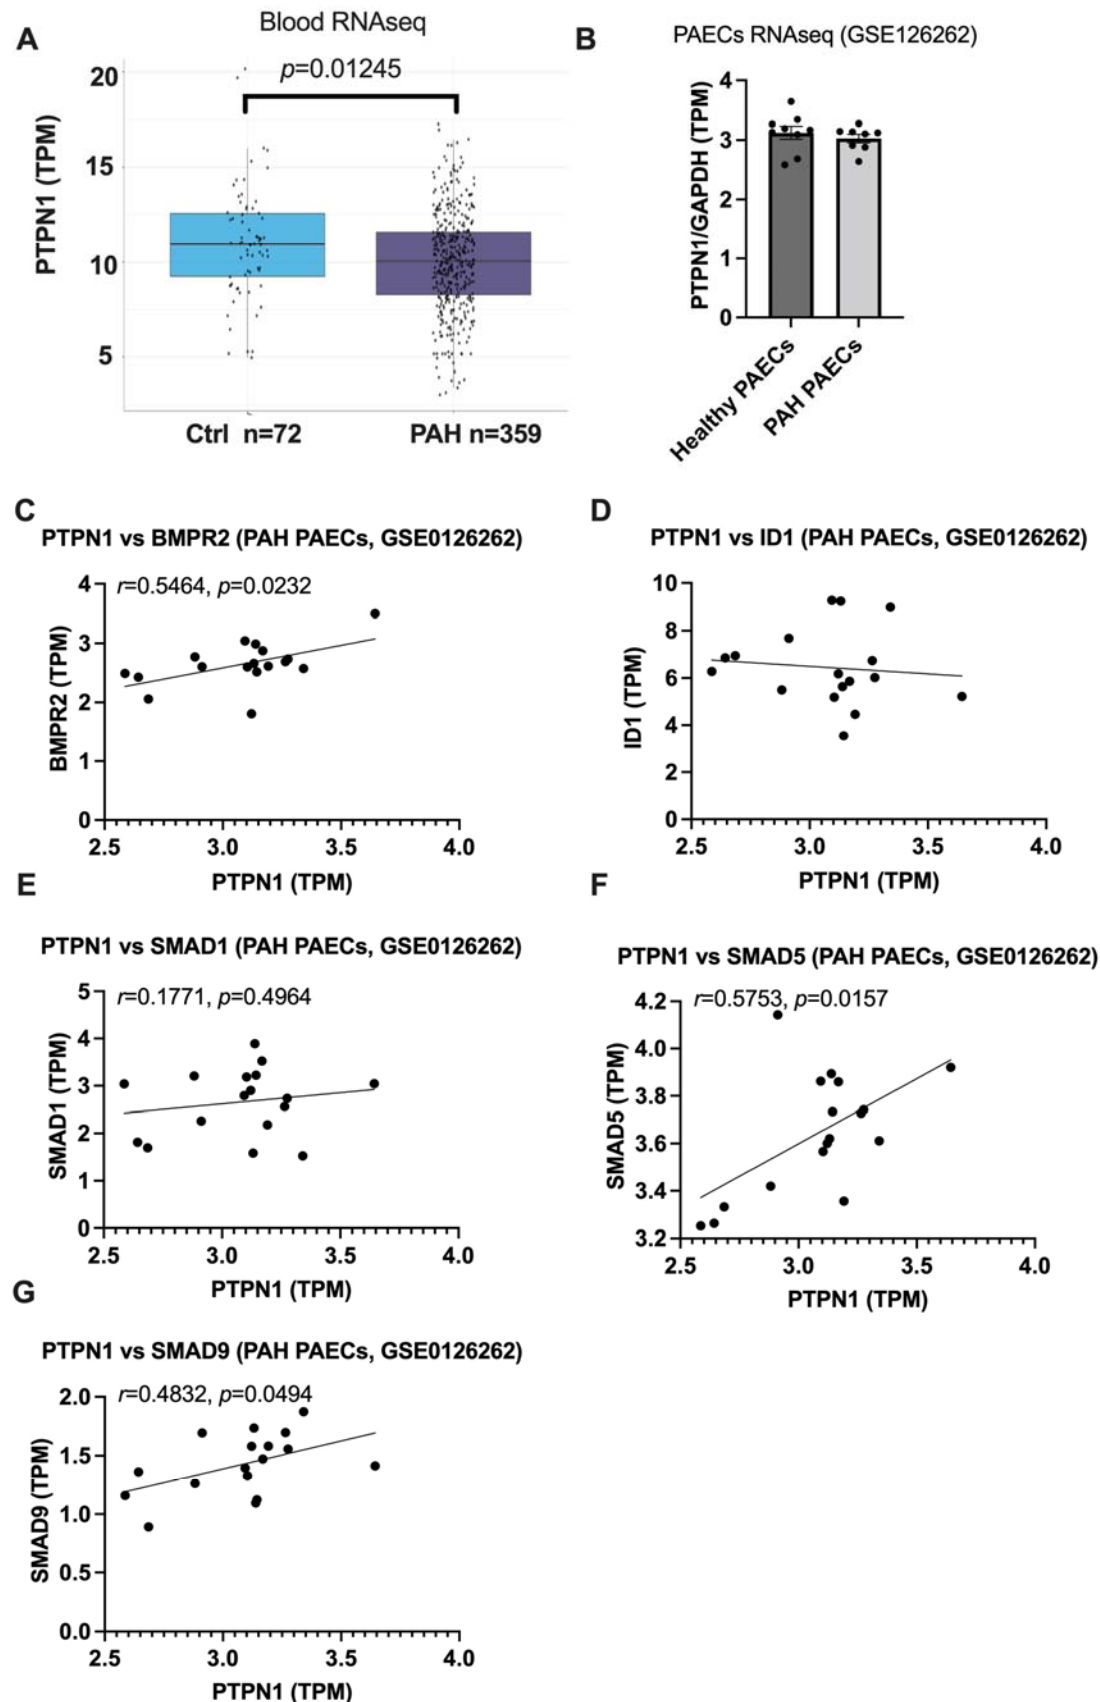 A
Blood RNAseq
p=0.01245
PTPN1 (TPM)
20
15
10
5
Ctrl n=72
PAH n=359
B
PAECs RNAseq (GSE126262)
PTPN1/GAPDH (TPM)
4
3
2
1
0
Healthy PAECs
PAH PAECs
C
PTPN1 vs BMPR2 (PAH PAECs, GSE0126262)
r=0.5464, p=0.0232
BMPR2 (TPM)
4
3
2
1
0
2.5 3.0 3.5 4.0
PTPN1 (TPM)
D
PTPN1 vs ID1 (PAH PAECs, GSE0126262)
ID1 (TPM)
10
8
6
4
2
0
2.5 3.0 3.5 4.0
PTPN1 (TPM)
E
PTPN1 vs SMAD1 (PAH PAECs, GSE0126262)
r=0.1771, p=0.4964
SMAD1 (TPM)
5
4
3
2
1
0
2.5 3.0 3.5 4.0
PTPN1 (TPM)
F
PTPN1 vs SMAD5 (PAH PAECs, GSE0126262)
r=0.5753, p=0.0157
SMAD5 (TPM)
4.2
4.0
3.8
3.6
3.4
3.2
2.5 3.0 3.5 4.0
PTPN1 (TPM)
G
PTPN1 vs SMAD9 (PAH PAECs, GSE0126262)
r=0.4832, p=0.0494
SMAD9 (TPM)
2.0
1.5
1.0
0.5
0.0
2.5 3.0 3.5 4.0
PTPN1 (TPM)